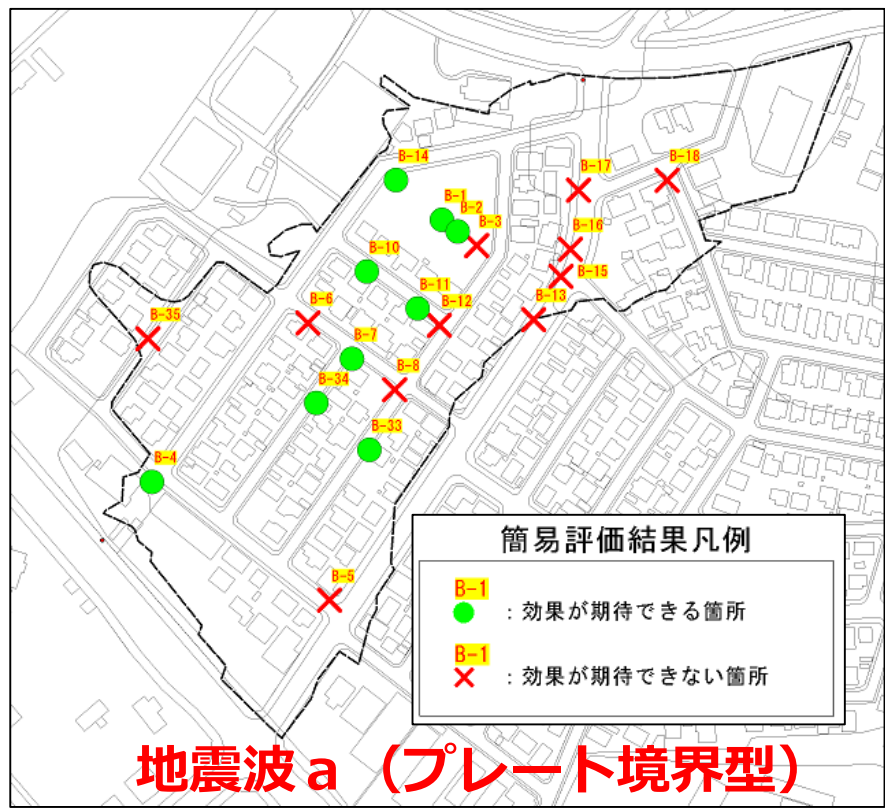 B-14
B-17
B-18
B-1
B-2
B-3
B-16
B-10
B-15
B-11
B-6
B-12
B-13
B-35
B-7
B-8
B-34
B-33
B-4
B-5
簡易評価結果凡例
B-1
：効果が期待できる箇所
B-1
：効果が期待できない箇所
地震波ａ（プレート境界型）